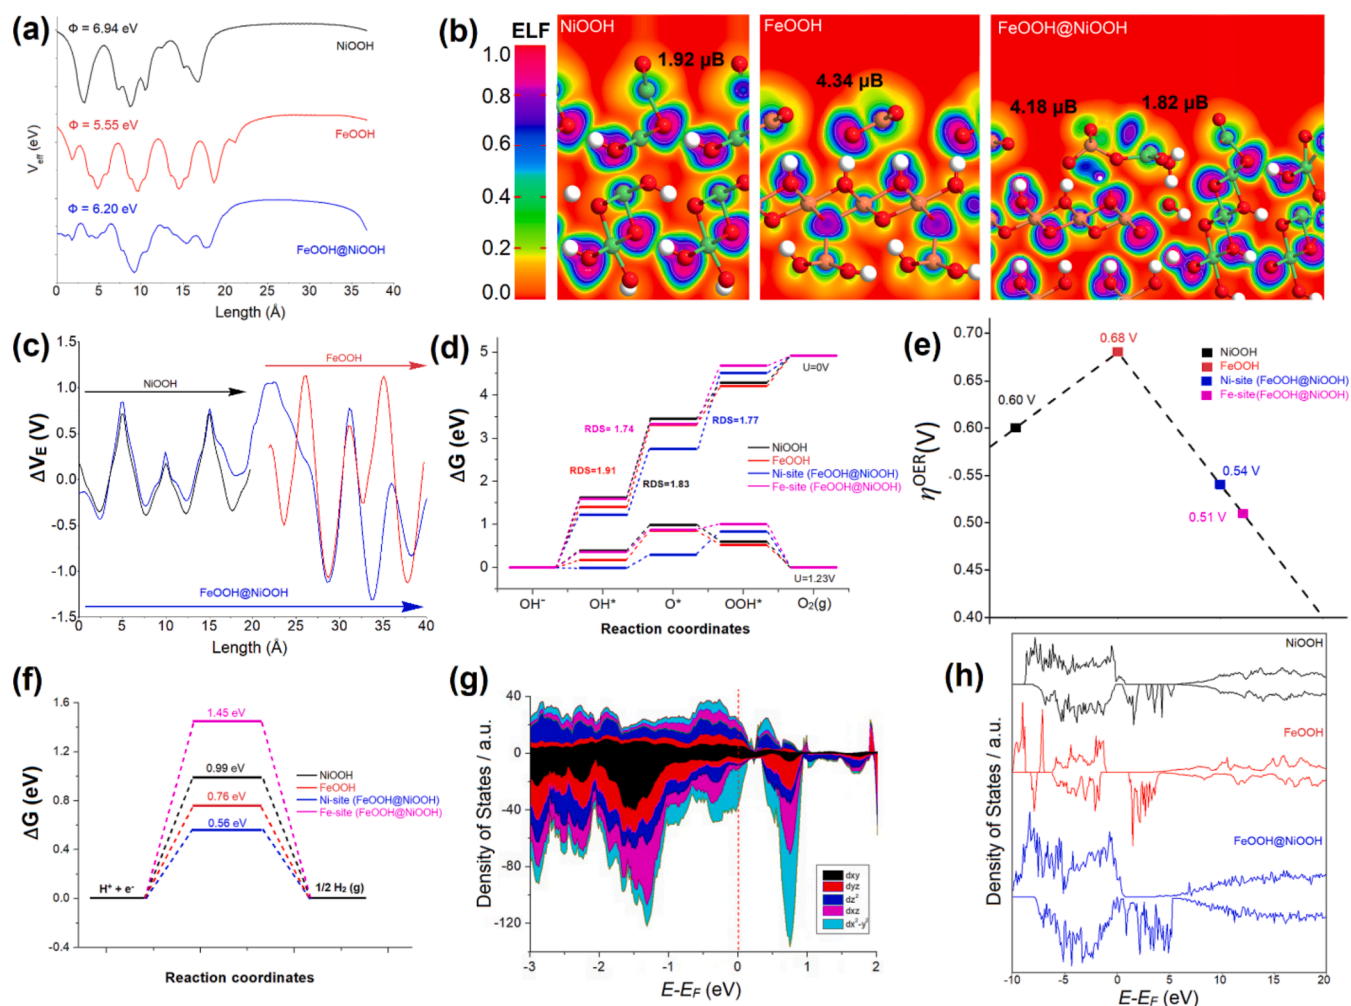 (a)
Φ = 6.94 eV
NiOOH
Φ = 5.55 eV
FeOOH
Φ = 6.20 eV
FeOOH@NiOOH
V_eff (eV)
0 5 10 15 20 25 30 35 40
Length (Å)
(b)
ELF
1.0
0.8
0.6
0.4
0.2
0.0
NiOOH
1.92 μB
FeOOH
4.34 μB
FeOOH@NiOOH
4.18 μB
1.82 μB
(c)
ΔV_E (V)
1.5
1.0
0.5
0.0
-0.5
-1.0
-1.5
NiOOH
FeOOH
FeOOH@NiOOH
0 5 10 15 20 25 30 35 40
Length (Å)
(d)
ΔG (eV)
5
4
3
2
1
0
U=0V
RDS= 1.74
RDS=1.77
RDS=1.91
RDS=1.83
NiOOH
FeOOH
Ni-site (FeOOH@NiOOH)
Fe-site (FeOOH@NiOOH)
U=1.23V
OH⁻ OH* O* OOH* O₂(g)
Reaction coordinates
(e)
η^OER(V)
0.70
0.65
0.60
0.55
0.50
0.45
0.40
0.68 V
0.60 V
0.54 V
0.51 V
NiOOH
FeOOH
Ni-site (FeOOH@NiOOH)
Fe-site(FeOOH@NiOOH)
(f)
ΔG (eV)
1.6
1.2
0.8
0.4
0.0
-0.4
1.45 eV
0.99 eV
0.76 eV
0.56 eV
NiOOH
FeOOH
Ni-site (FeOOH@NiOOH)
Fe-site (FeOOH@NiOOH)
H⁺ + e⁻
1/2 H₂ (g)
Reaction coordinates
(g)
Density of States / a.u.
40
0
-40
-80
-120
dxy
dyz
dz²
dxz
dx²-y²
-3 -2 -1 0 1 2
E-E_F (eV)
(h)
Density of States / a.u.
NiOOH
FeOOH
FeOOH@NiOOH
-10 -5 0 5 10 15 20
E-E_F (eV)